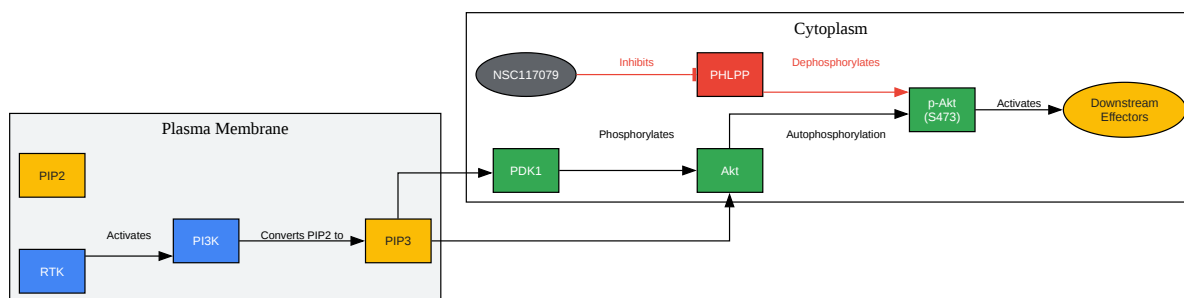 Cytoplasm
NSC117079
Inhibits
PHLPP
Dephosphorylates
p-Akt
(S473)
Activates
Downstream
Effectors
Plasma Membrane
Phosphorylates
Autophosphorylation
PIP2
PDK1
Akt
RTK
Activates
PI3K
Converts PIP2 to
PIP3